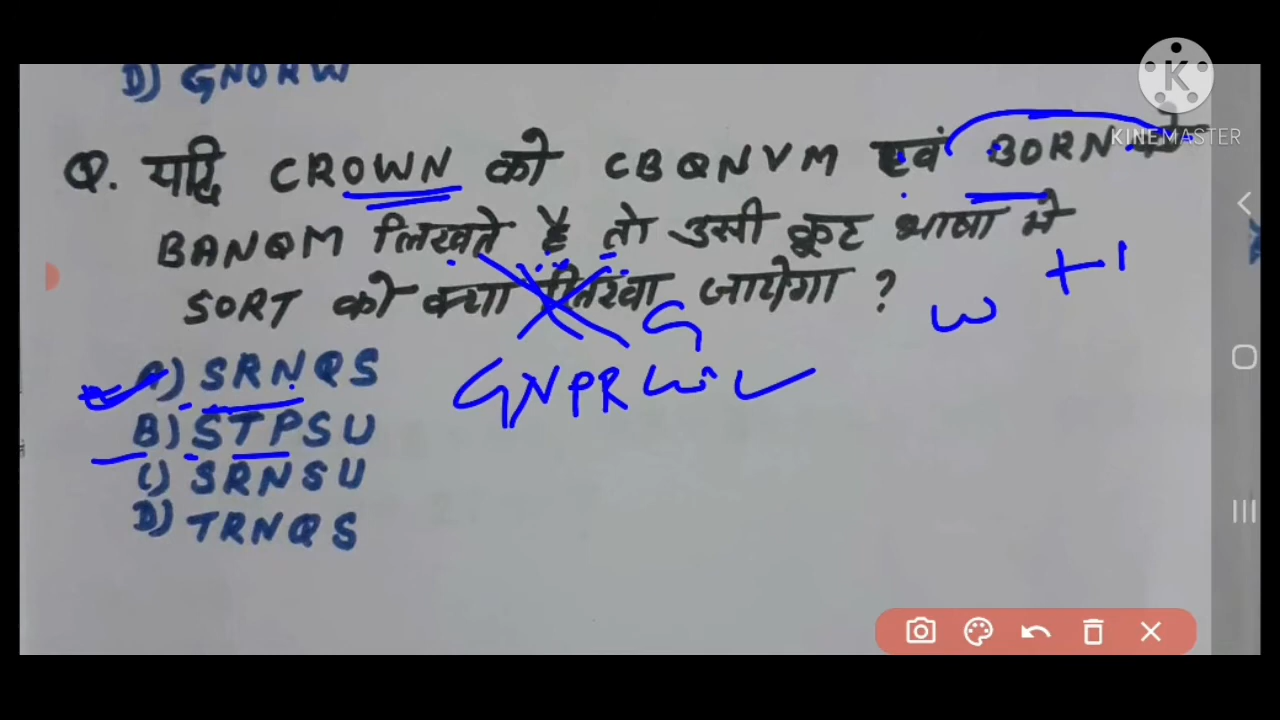 D) GNORW
KINEMASTER
Q. यदि CROWN को CBQNVM एवं BORN को
BANQM लिखते है तो उसी कूट भाषा मे
SORT को क्या लिखा जायेगा ?
+1
w
G
A) SRNQS
GNPRW
B) STPSU
C) SRNSU
D) TRNQS